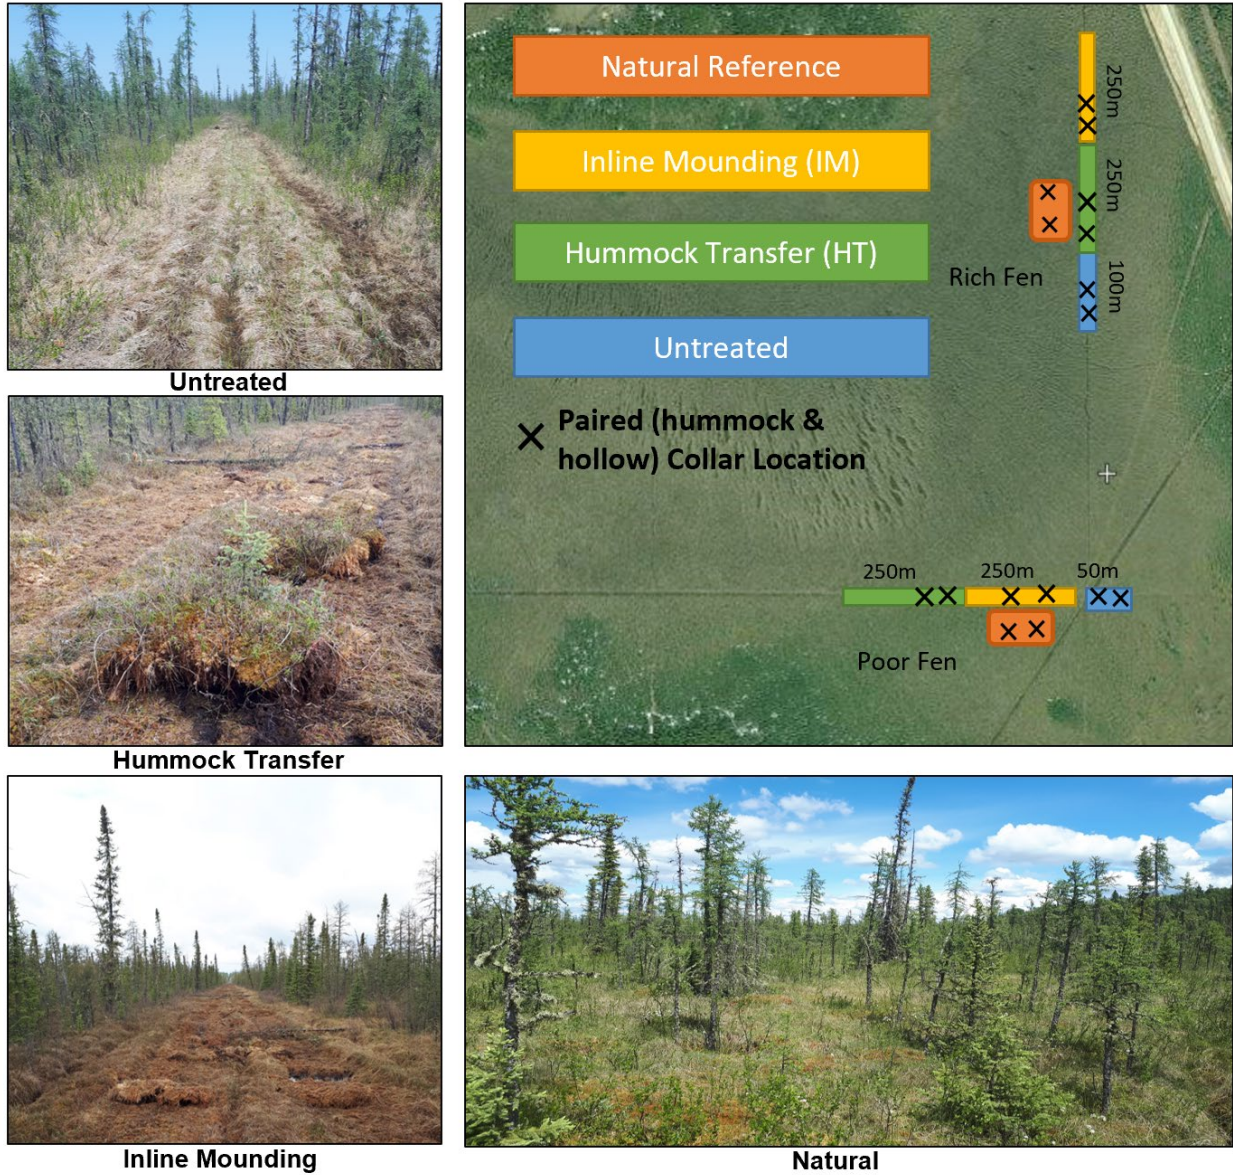 Untreated
Hummock Transfer
Inline Mounding
Natural Reference
Inline Mounding (IM)
Hummock Transfer (HT)
Untreated
Paired (hummock &
hollow) Collar Location
250m
250m
100m
Rich Fen
250m
250m
50m
Poor Fen
Natural